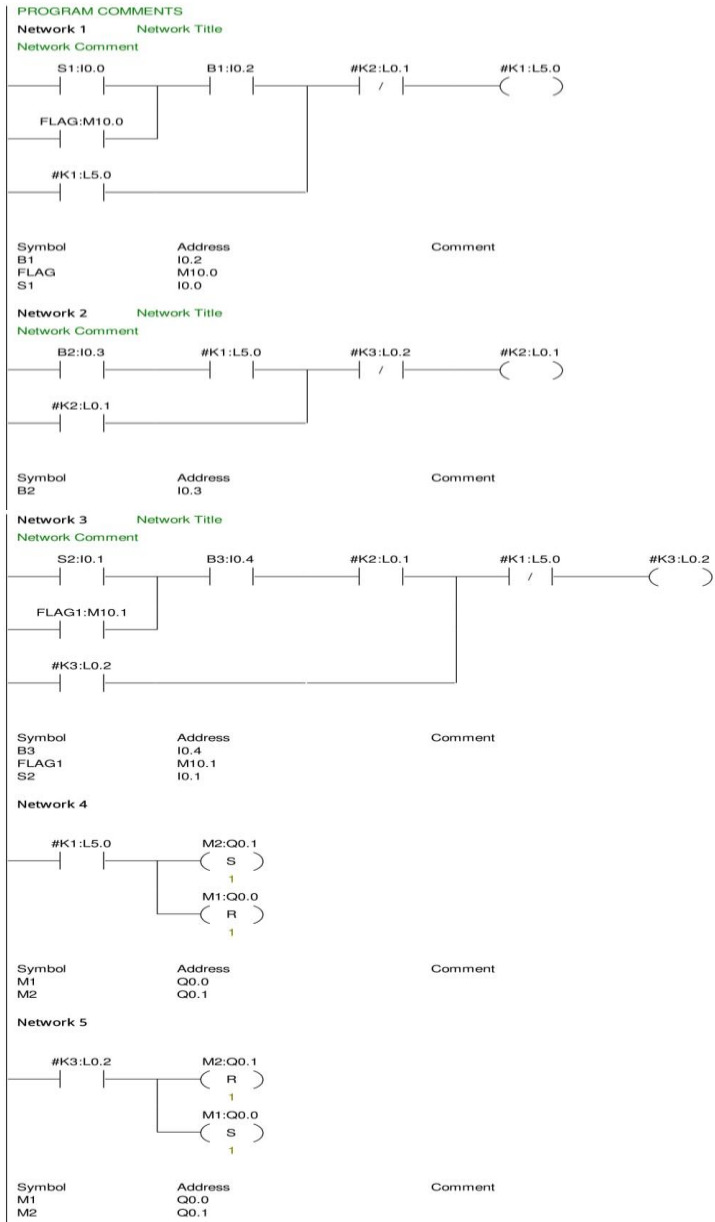 PROGRAM COMMENTS
Network 1 Network Title
Network Comment
S1:I0.0 B1:I0.2 #K2:L0.1 #K1:L5.0
/
FLAG:M10.0
#K1:L5.0
Symbol Address Comment
B1 I0.2
FLAG M10.0
S1 I0.0
Network 2 Network Title
Network Comment
B2:I0.3 #K1:L5.0 #K3:L0.2 #K2:L0.1
/
#K2:L0.1
Symbol Address Comment
B2 I0.3
Network 3 Network Title
Network Comment
S2:I0.1 B3:I0.4 #K2:L0.1 #K1:L5.0 #K3:L0.2
/
FLAG1:M10.1
#K3:L0.2
Symbol Address Comment
B3 I0.4
FLAG1 M10.1
S2 I0.1
Network 4
#K1:L5.0 M2:Q0.1
S
1
M1:Q0.0
R
1
Symbol Address Comment
M1 Q0.0
M2 Q0.1
Network 5
#K3:L0.2 M2:Q0.1
R
1
M1:Q0.0
S
1
Symbol Address Comment
M1 Q0.0
M2 Q0.1